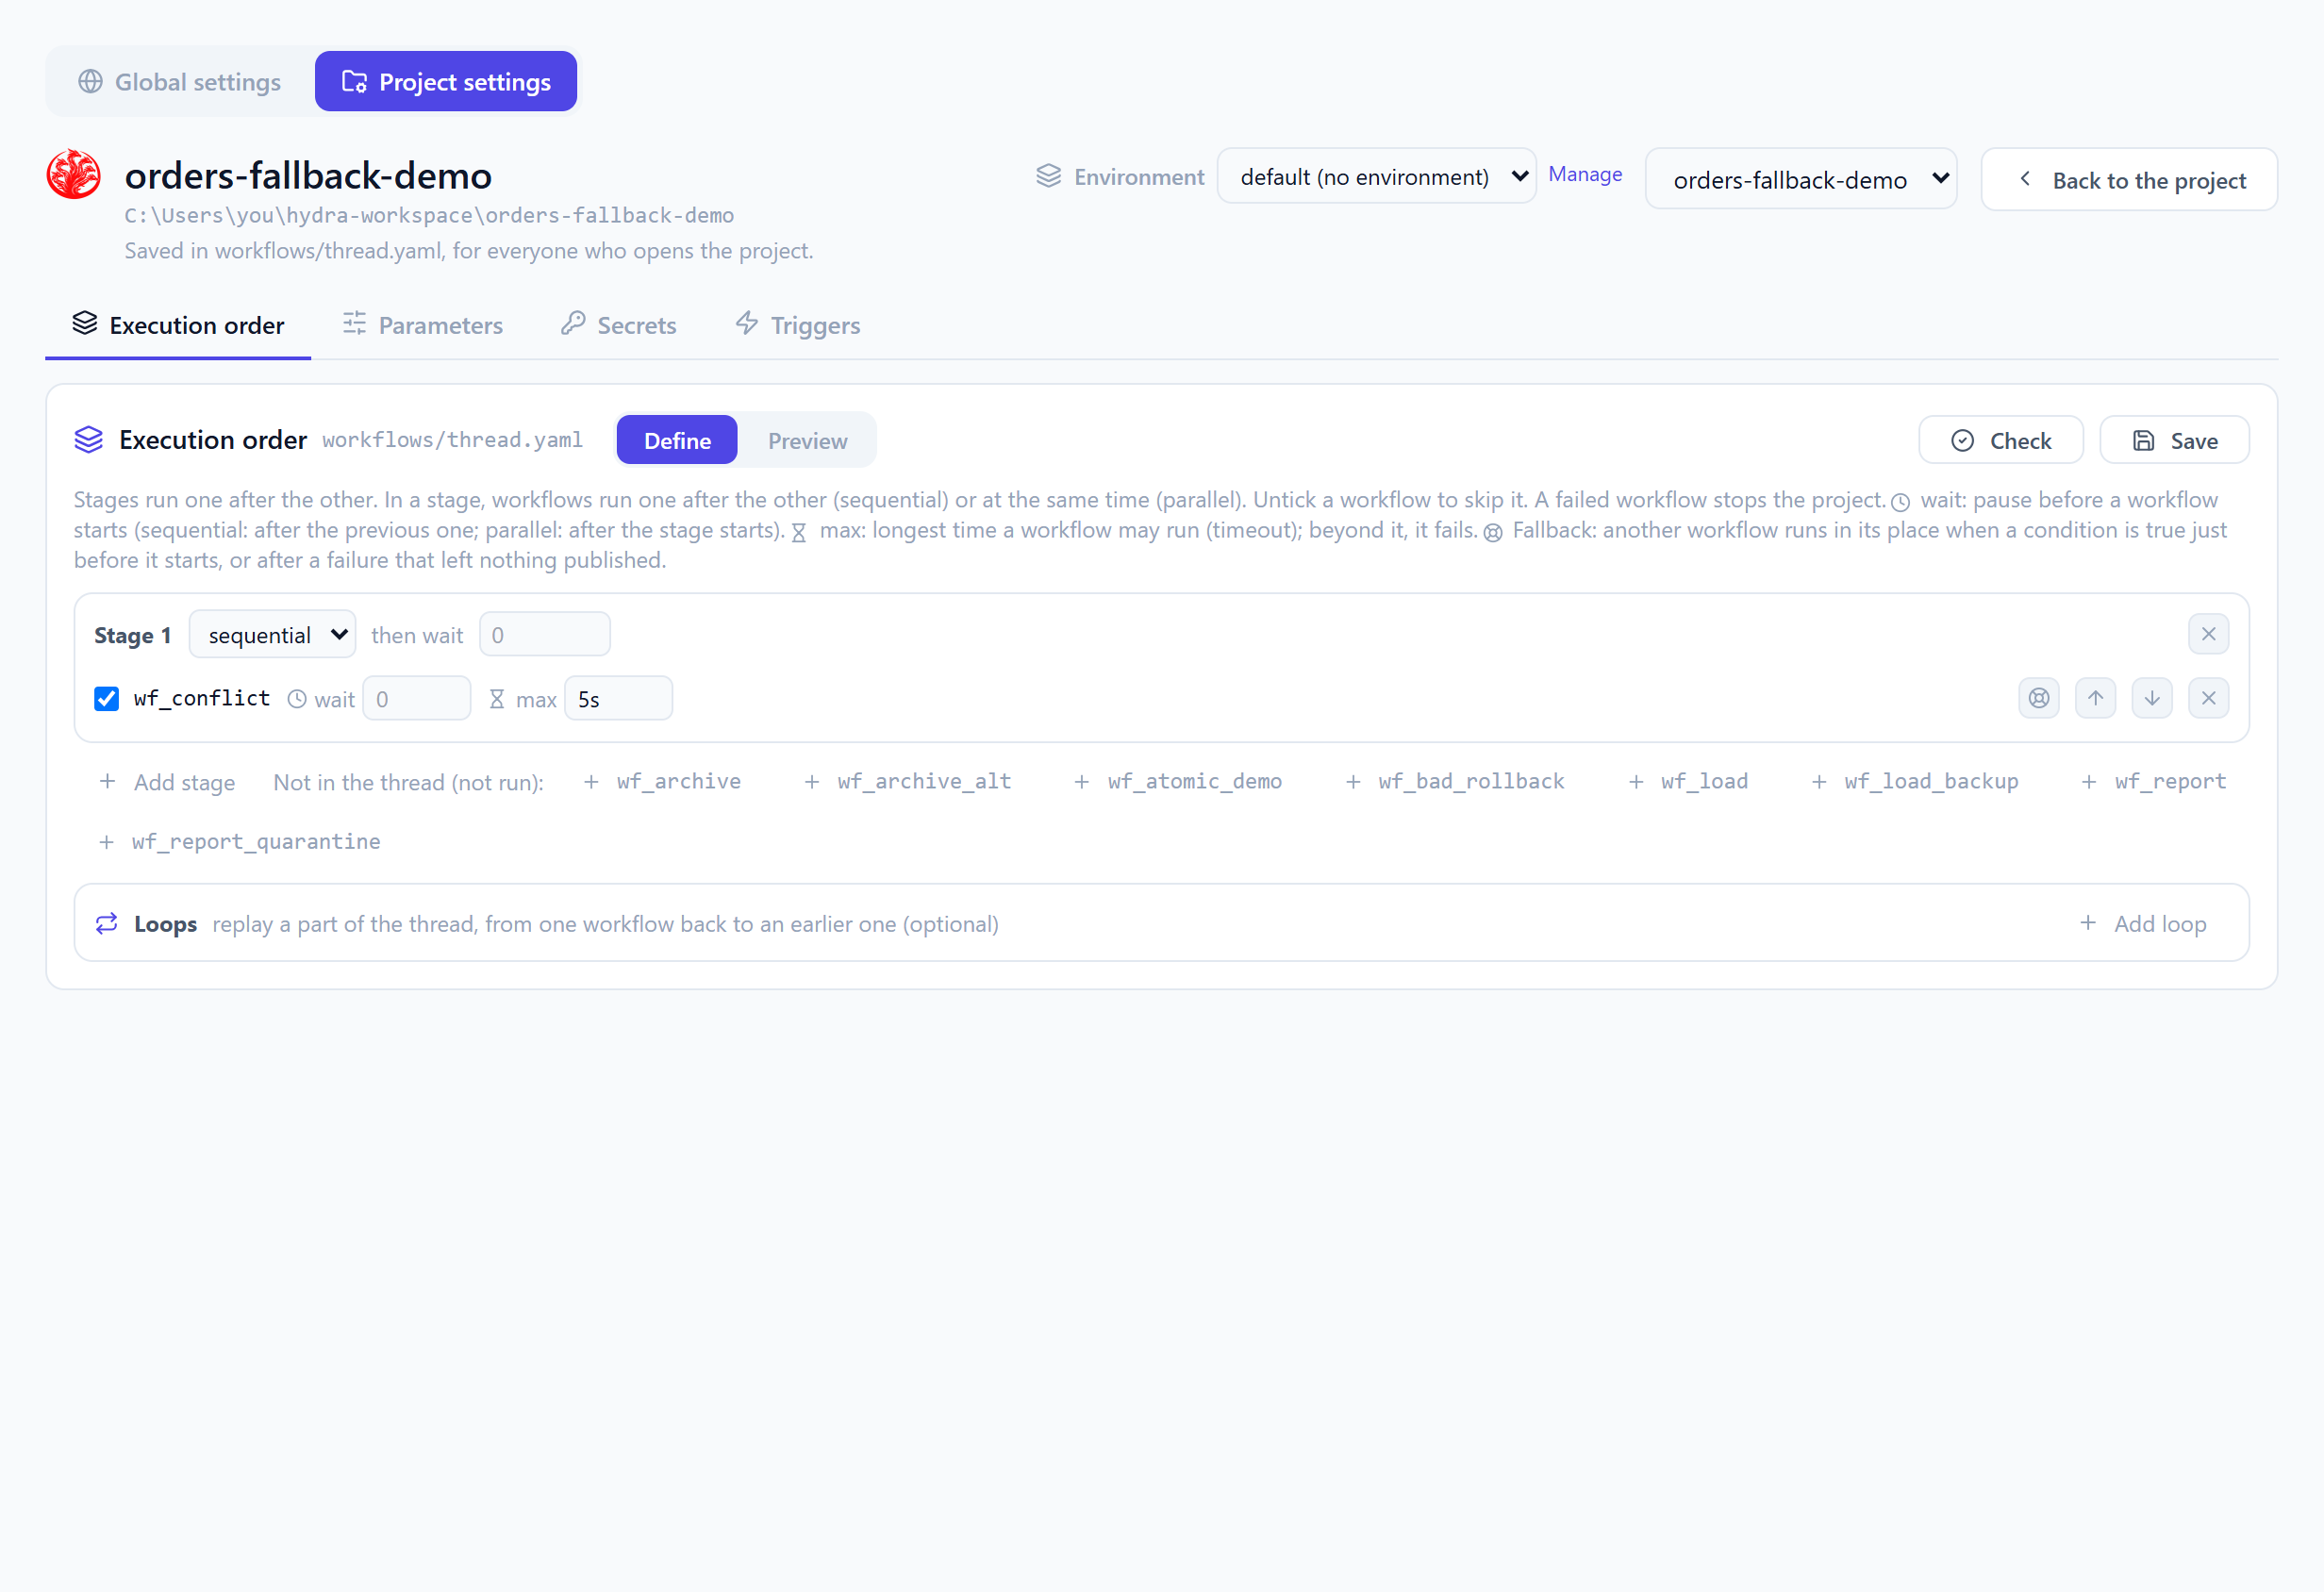 Global settings
Project settings
orders-fallback-demo
C:\Users\you\hydra-workspace\orders-fallback-demo
Saved in workflows/thread.yaml, for everyone who opens the project.
Environment
default (no environment)
Manage
orders-fallback-demo
Back to the project
Execution order
Parameters
Secrets
Triggers
Execution order
workflows/thread.yaml
Define
Preview
Check
Save
Stages run one after the other. In a stage, workflows run one after the other (sequential) or at the same time (parallel). Untick a workflow to skip it. A failed workflow stops the project. wait: pause before a workflow
starts (sequential: after the previous one; parallel: after the stage starts). max: longest time a workflow may run (timeout); beyond it, it fails. Fallback: another workflow runs in its place when a condition is true just
before it starts, or after a failure that left nothing published.
Stage 1
sequential
then wait
0
wf_conflict
wait
0
max
5s
+ Add stage
Not in the thread (not run):
+ wf_archive
+ wf_archive_alt
+ wf_atomic_demo
+ wf_bad_rollback
+ wf_load
+ wf_load_backup
+ wf_report
+ wf_report_quarantine
Loops
replay a part of the thread, from one workflow back to an earlier one (optional)
+ Add loop